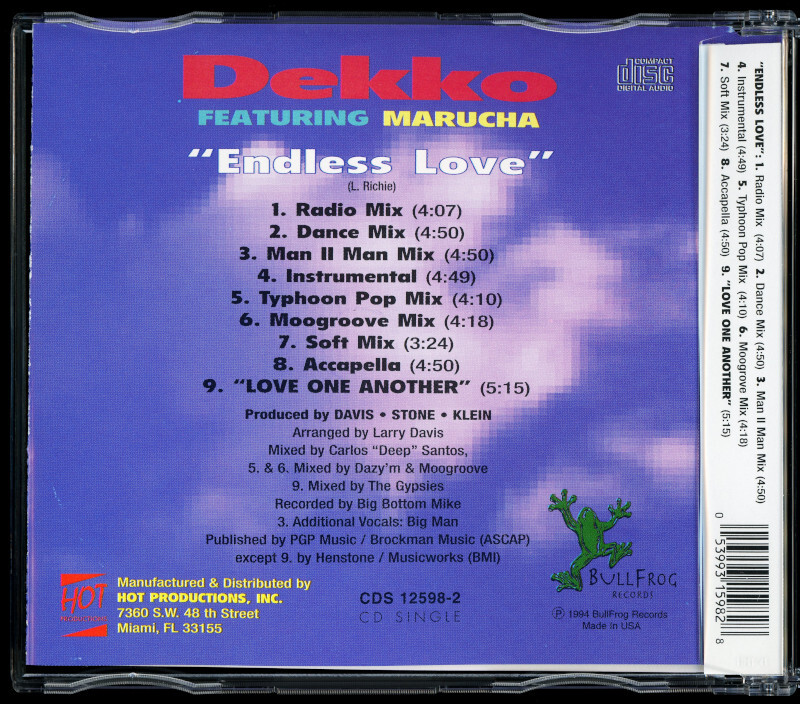 Dekko
COMPACT
disc
DIGITAL AUDIO
FEATURING MARUCHA
"Endless Love"
(L. Richie)
1. Radio Mix (4:07)
2. Dance Mix (4:50)
3. Man II Man Mix (4:50)
4. Instrumental (4:49)
5. Typhoon Pop Mix (4:10)
6. Moogroove Mix (4:18)
7. Soft Mix (3:24)
8. Accapella (4:50)
9. "LOVE ONE ANOTHER" (5:15)
Produced by DAVIS • STONE • KLEIN
Arranged by Larry Davis
Mixed by Carlos "Deep" Santos,
5. & 6. Mixed by Dazy'm & Moogroove
9. Mixed by The Gypsies
Recorded by Big Bottom Mike
3. Additional Vocals: Big Man
Published by PGP Music / Brockman Music (ASCAP)
except 9. by Henstone / Musicworks (BMI)
HOT
Manufactured & Distributed by
HOT PRODUCTIONS, INC.
7360 S.W. 48 th Street
Miami, FL 33155
CDS 12598-2
CD SINGLE
BULLFROG
RECORDS
℗ 1994 BullFrog Records
Made in USA
"ENDLESS LOVE": 1. Radio Mix (4:07) 2. Dance Mix (4:50) 3. Man II Man Mix (4:50)
4. Instrumental (4:49) 5. Typhoon Pop Mix (4:10) 6. Moogrove Mix (4:18)
7. Soft Mix (3:24) 8. Accapella (4:50) 9. "LOVE ONE ANOTHER" (5:15)
0 53993 15982 8